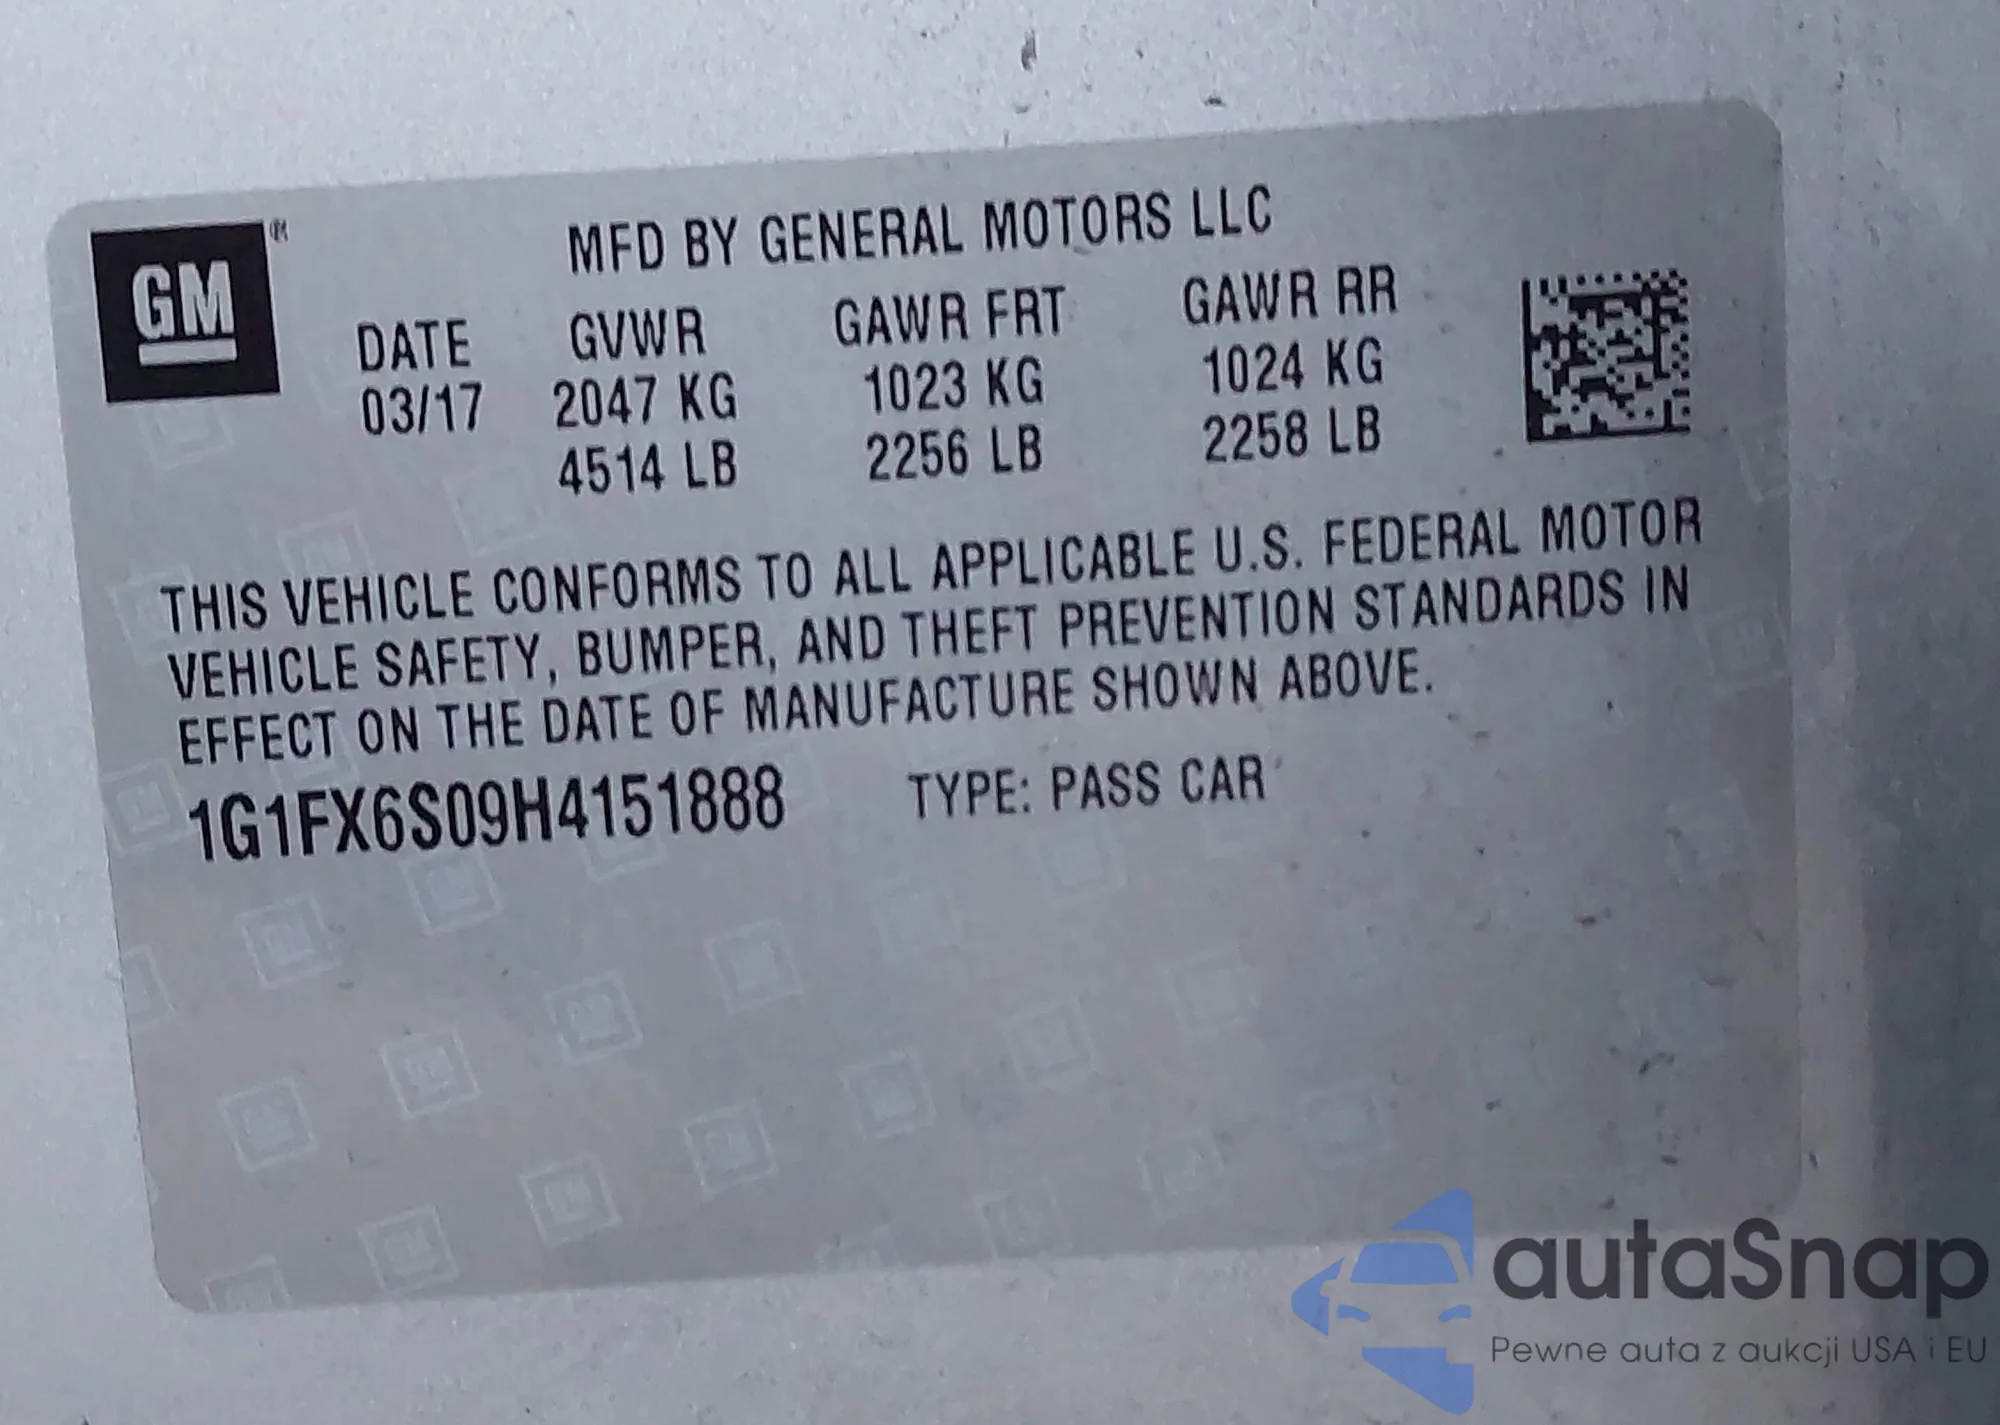 GM
®
MFD BY GENERAL MOTORS LLC
DATE GVWR GAWR FRT GAWR RR
03/17 2047 KG 1023 KG 1024 KG
4514 LB 2256 LB 2258 LB
THIS VEHICLE CONFORMS TO ALL APPLICABLE U.S. FEDERAL MOTOR
VEHICLE SAFETY, BUMPER, AND THEFT PREVENTION STANDARDS IN
EFFECT ON THE DATE OF MANUFACTURE SHOWN ABOVE.
1G1FX6S09H4151888 TYPE: PASS CAR
autaSnap
Pewne auta z aukcji USA i EU